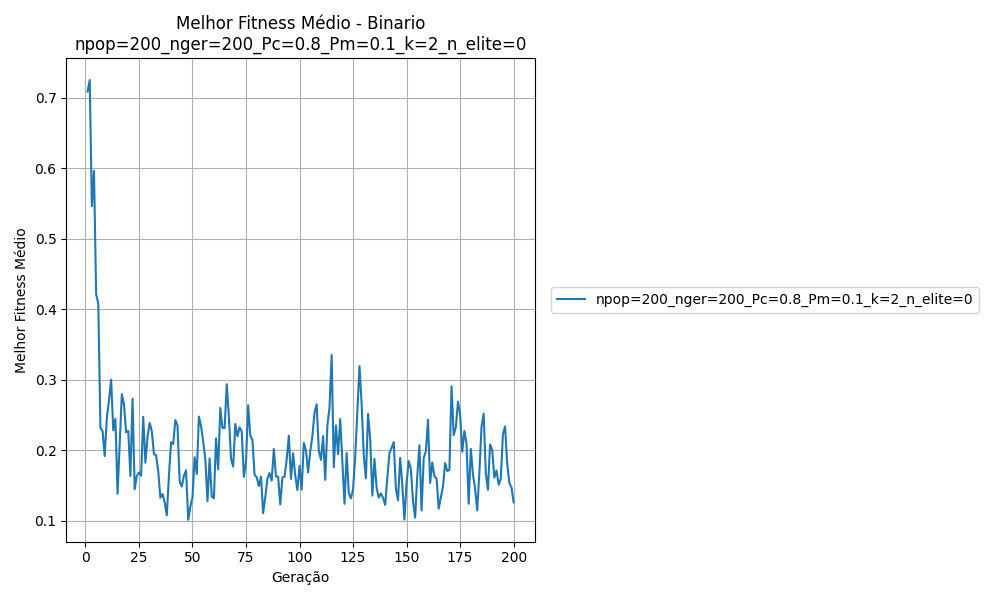 Melhor Fitness Médio - Binario
npop=200_nger=200_Pc=0.8_Pm=0.1_k=2_n_elite=0
Melhor Fitness Médio
0.7
0.6
0.5
0.4
0.3
0.2
0.1
0 25 50 75 100 125 150 175 200
Geração
npop=200_nger=200_Pc=0.8_Pm=0.1_k=2_n_elite=0